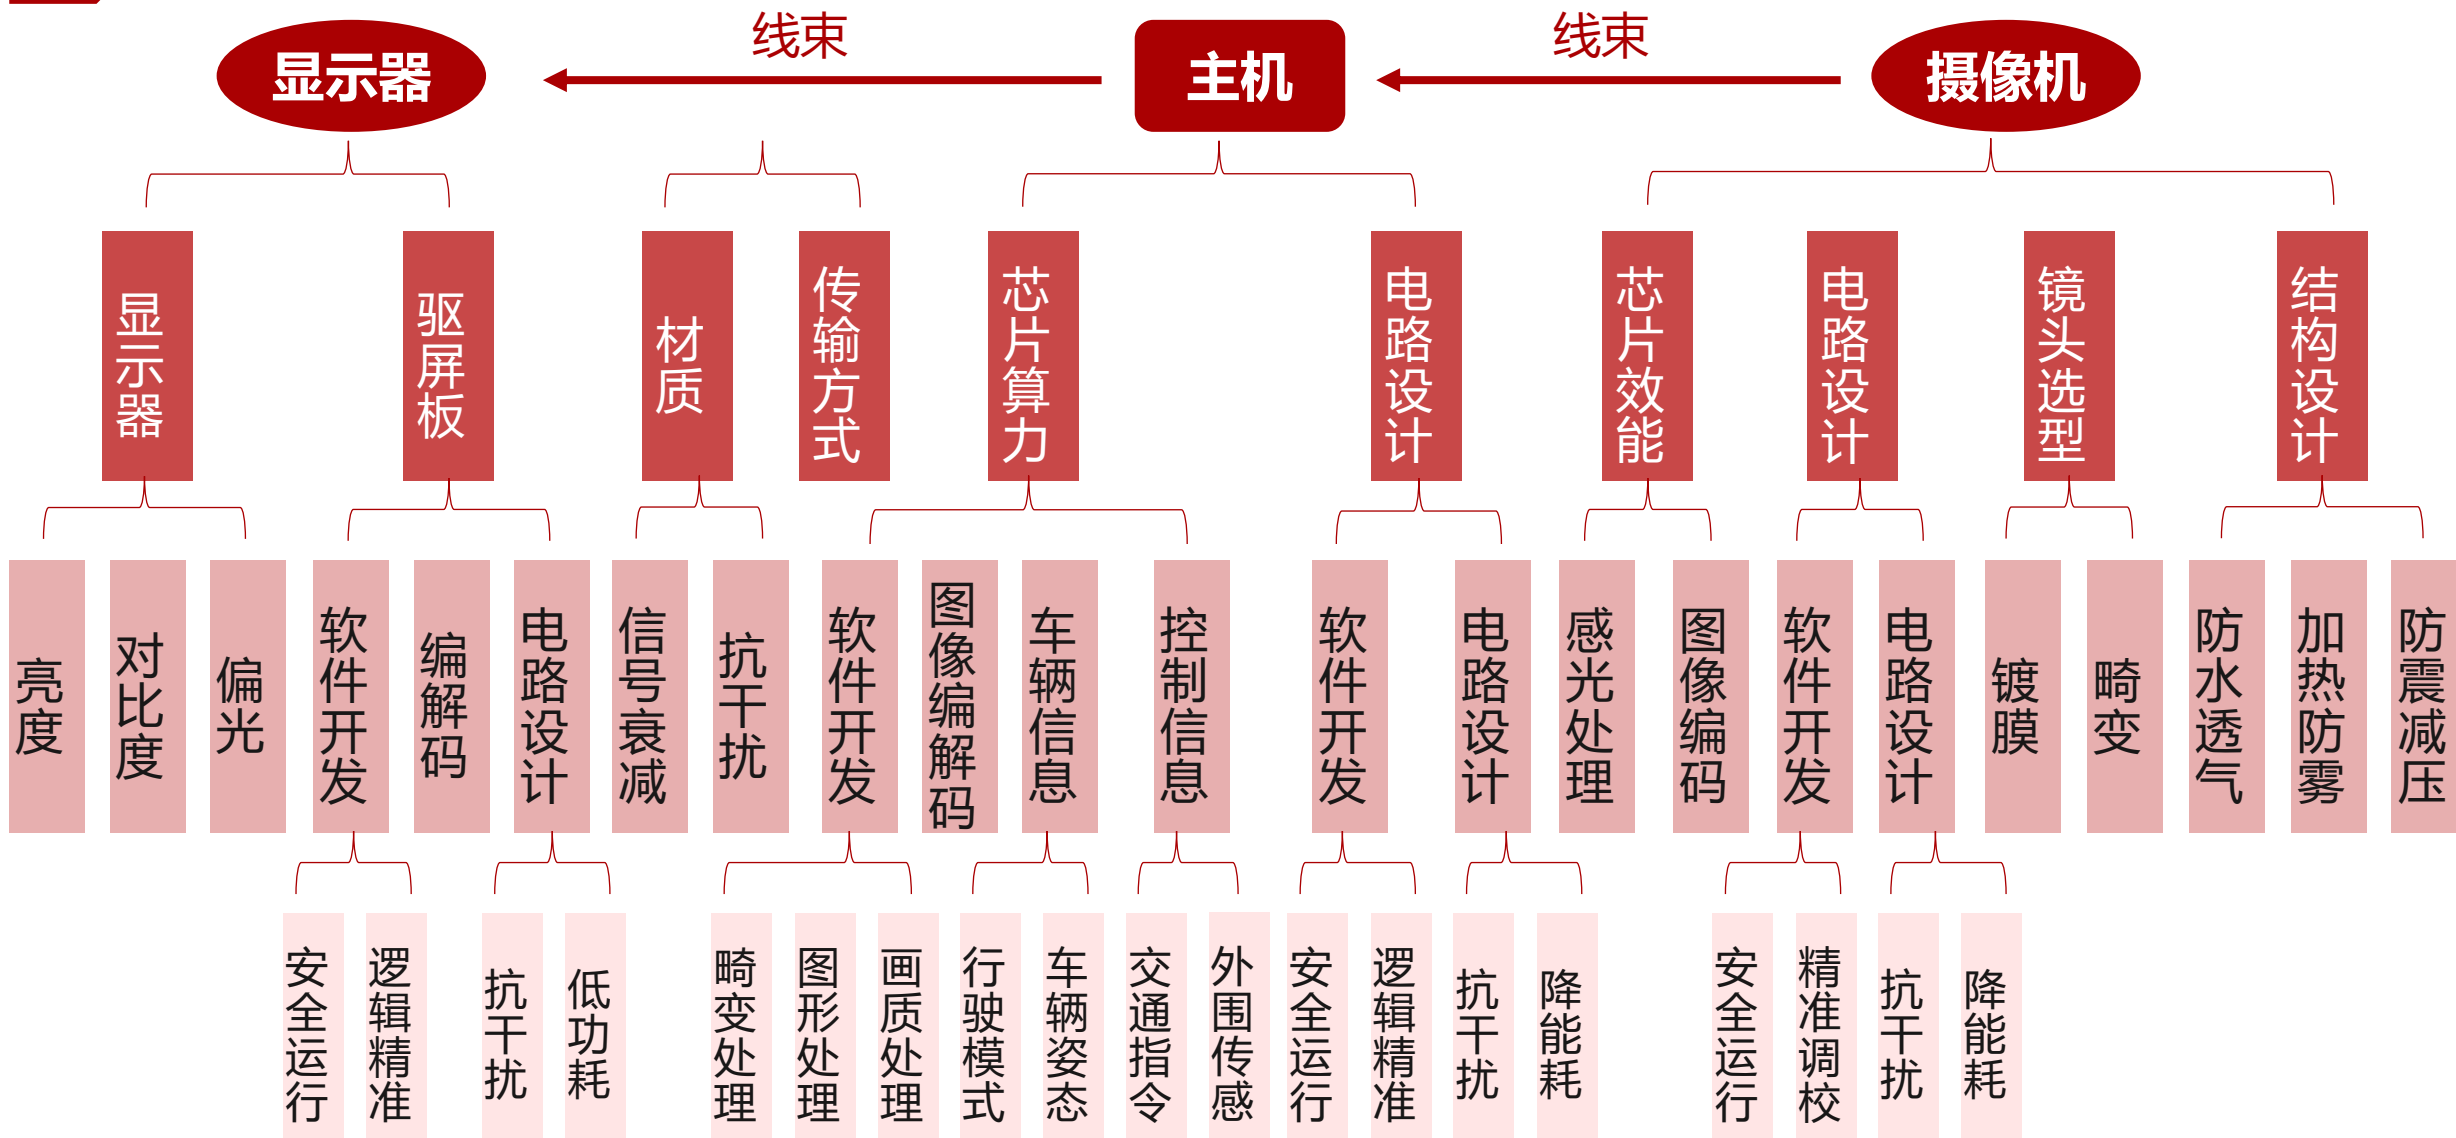 线束
线束
显示器
主机
摄像机
显示器
驱屏板
材质
传输方式
芯片算力
电路设计
芯片效能
电路设计
镜头选型
结构设计
亮度
对比度
偏光
软件开发
编解码
电路设计
信号衰减
抗干扰
软件开发
图像编解码
车辆信息
控制信息
软件开发
电路设计
感光处理
图像编码
软件开发
电路设计
镀膜
畸变
防水透气
加热防雾
防震减压
安全运行
逻辑精准
抗干扰
低功耗
畸变处理
图形处理
画质处理
行驶模式
车辆姿态
交通指令
外围传感
安全运行
逻辑精准
抗干扰
降能耗
安全运行
精准调校
抗干扰
降能耗